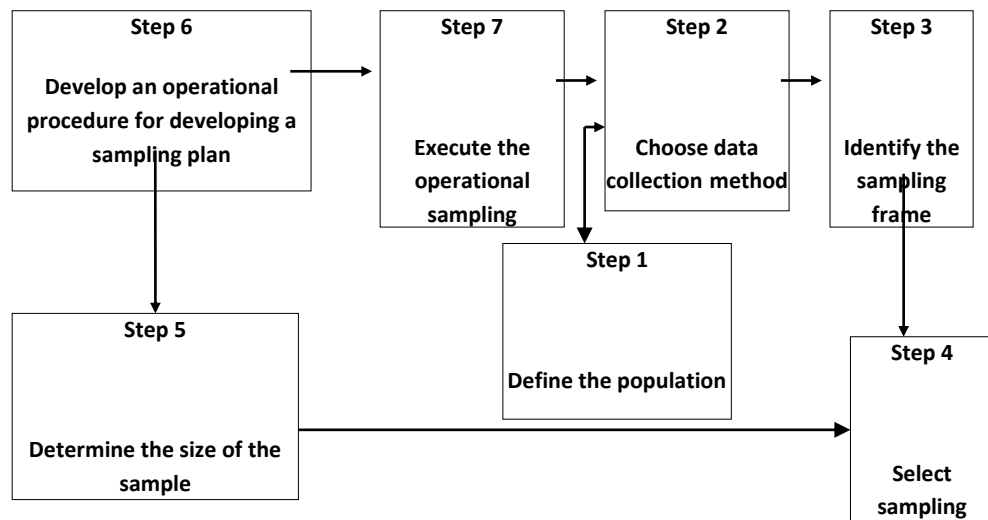 Step 6
Develop an operational
procedure for developing a
sampling plan
Step 7
Execute the
operational
sampling
Step 2
Choose data
collection method
Step 3
Identify the
sampling
frame
Step 1
Define the population
Step 5
Determine the size of the
sample
Step 4
Select
sampling